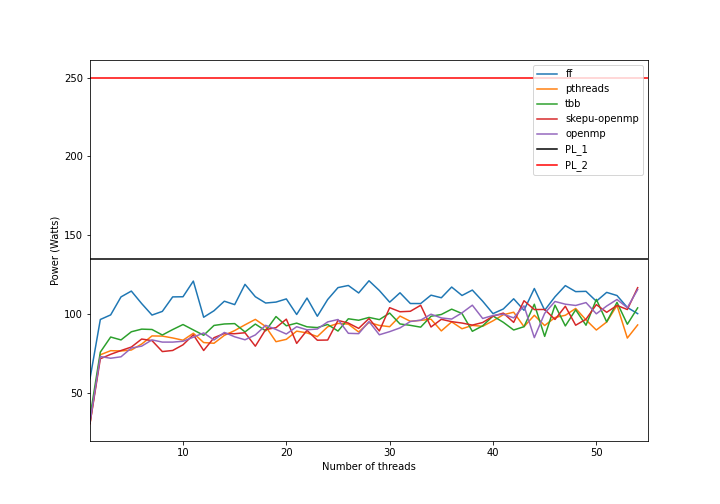 250
200
150
100
50
Power (Watts)
10
20
30
40
50
Number of threads
ff
pthreads
tbb
skepu-openmp
openmp
PL_1
PL_2